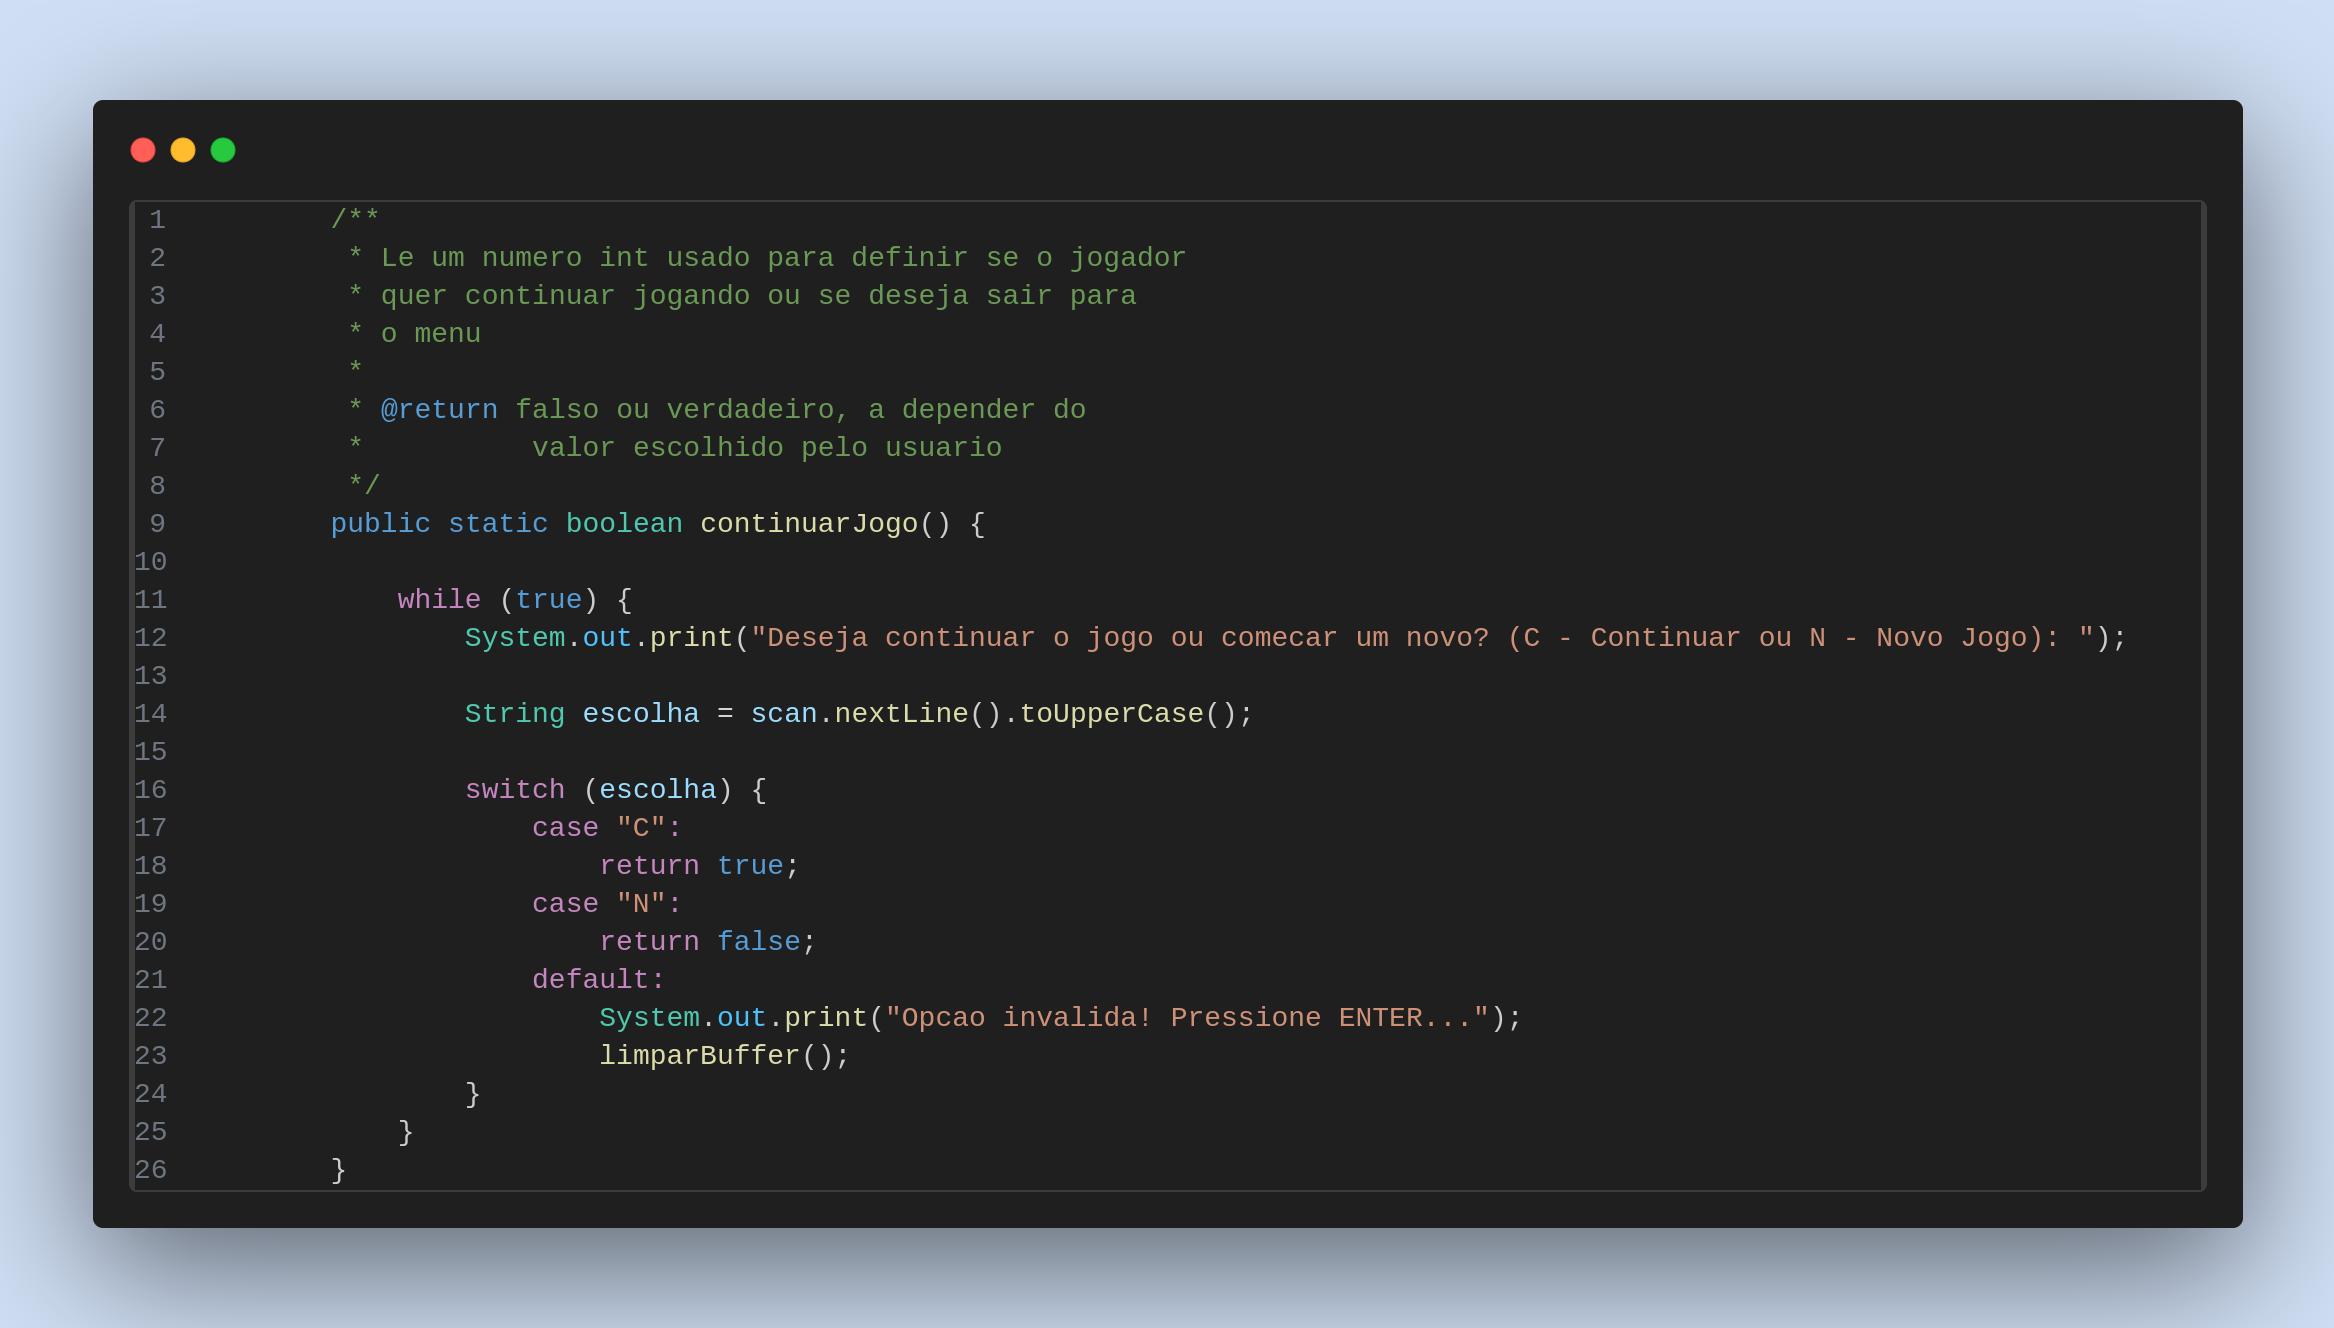 1 /**
2 * Le um numero int usado para definir se o jogador
3 * quer continuar jogando ou se deseja sair para
4 * o menu
5 *
6 * @return falso ou verdadeiro, a depender do
7 * valor escolhido pelo usuario
8 */
9 public static boolean continuarJogo() {
10
11 while (true) {
12 System.out.print("Deseja continuar o jogo ou comecar um novo? (C - Continuar ou N - Novo Jogo): ");
13
14 String escolha = scan.nextLine().toUpperCase();
15
16 switch (escolha) {
17 case "C":
18 return true;
19 case "N":
20 return false;
21 default:
22 System.out.print("Opcao invalida! Pressione ENTER...");
23 limparBuffer();
24 }
25 }
26 }